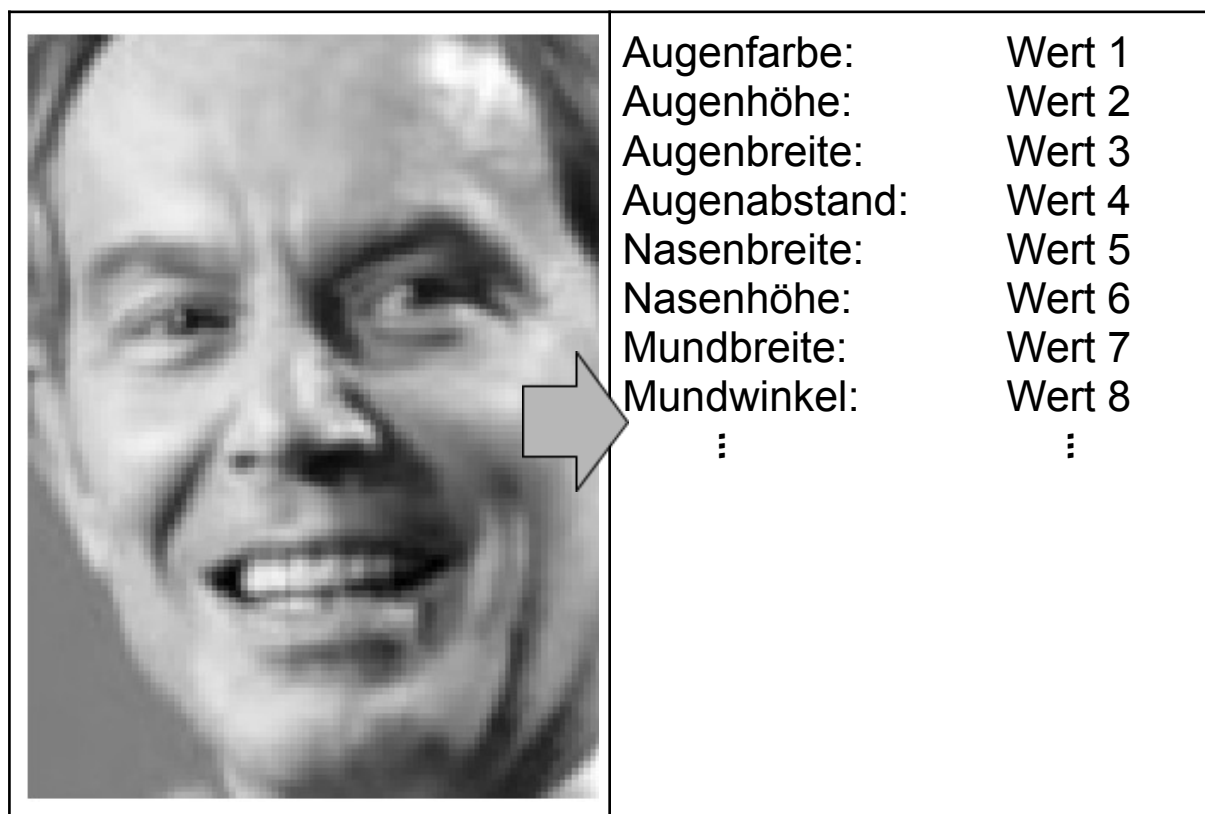 Augenfarbe: Wert 1
Augenhöhe: Wert 2
Augenbreite: Wert 3
Augenabstand: Wert 4
Nasenbreite: Wert 5
Nasenhöhe: Wert 6
Mundbreite: Wert 7
Mundwinkel: Wert 8
⋮ ⋮